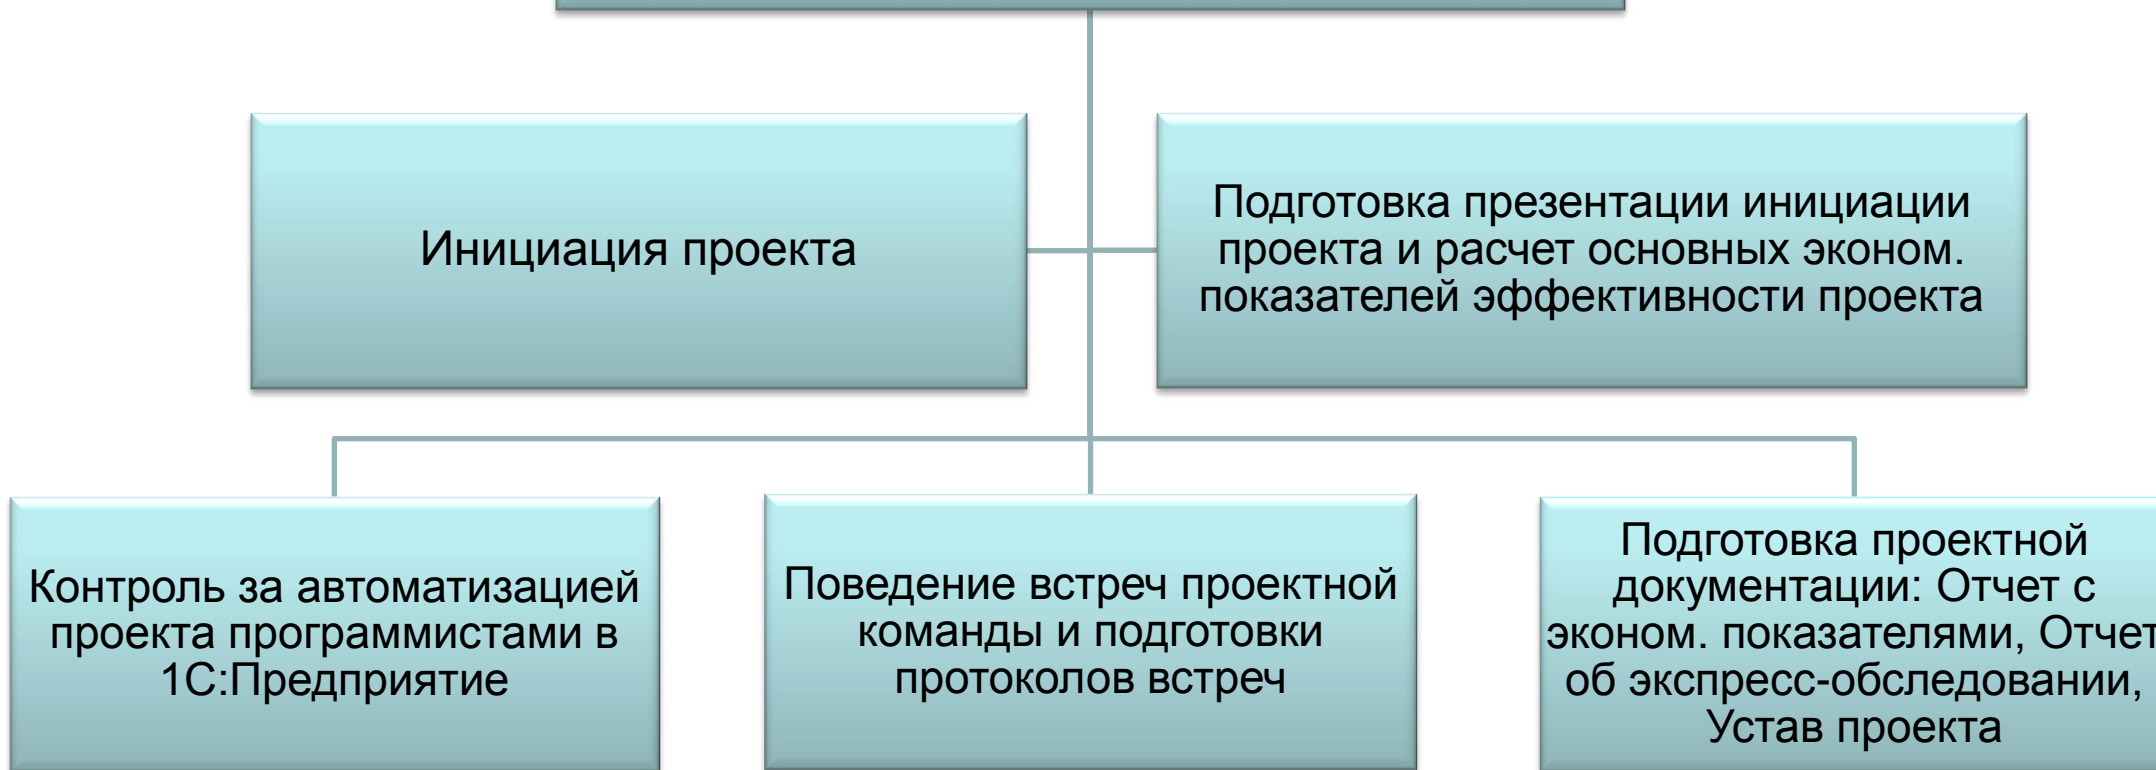 Инициация проекта
Подготовка презентации инициации
проекта и расчет основных эконом.
показателей эффективности проекта
Контроль за автоматизацией
проекта программистами в
1С:Предприятие
Поведение встреч проектной
команды и подготовки
протоколов встреч
Подготовка проектной
документации: Отчет с
эконом. показателями, Отчет
об экспресс-обследовании,
Устав проекта